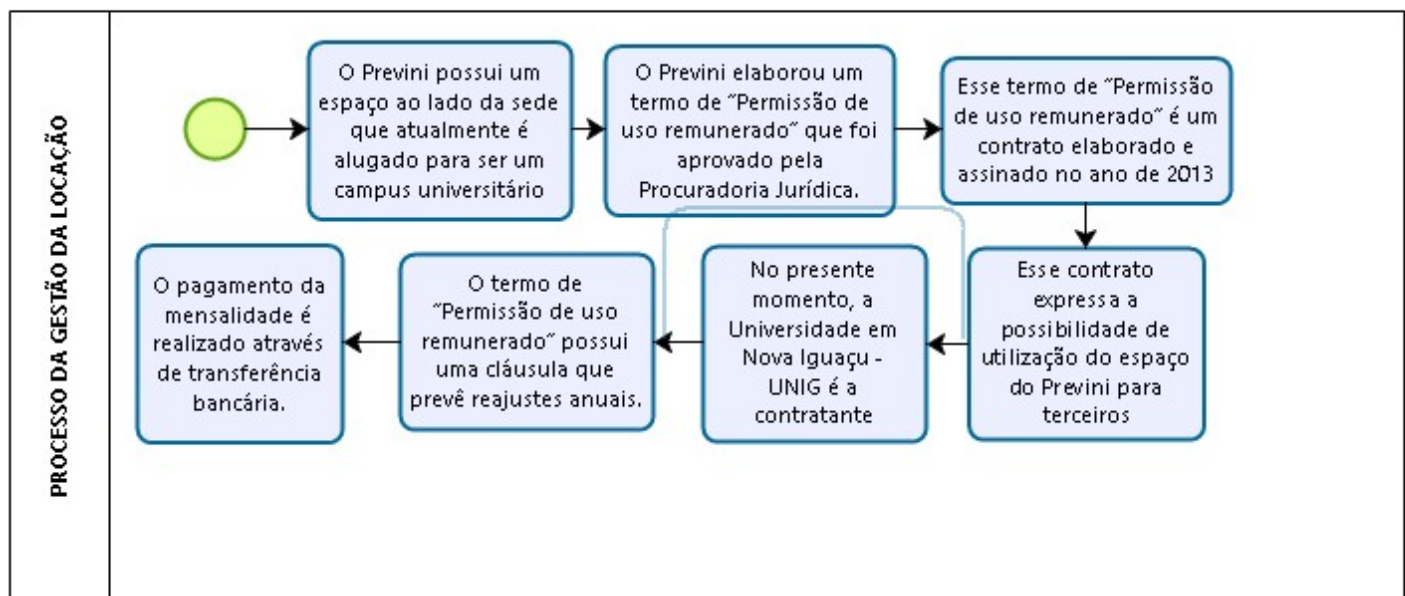 PROCESSO DA GESTÃO DA LOCAÇÃO
O Previni possui um
espaço ao lado da sede
que atualmente é
alugado para ser um
campus universitário
O Previni elaborou um
termo de “Permissão de
uso remunerado” que foi
aprovado pela
Procuradoria Jurídica.
Esse termo de “Permissão
de uso remunerado” é um
contrato elaborado e
assinado no ano de 2013
Esse contrato
expressa a
possibilidade de
utilização do espaço
do Previni para
terceiros
No presente
momento, a
Universidade em
Nova Iguaçu -
UNIG é a
contratante
O termo de
“Permissão de uso
remunerado” possui
uma cláusula que
prevê reajustes anuais.
O pagamento da
mensalidade é
realizado através
de transferência
bancária.